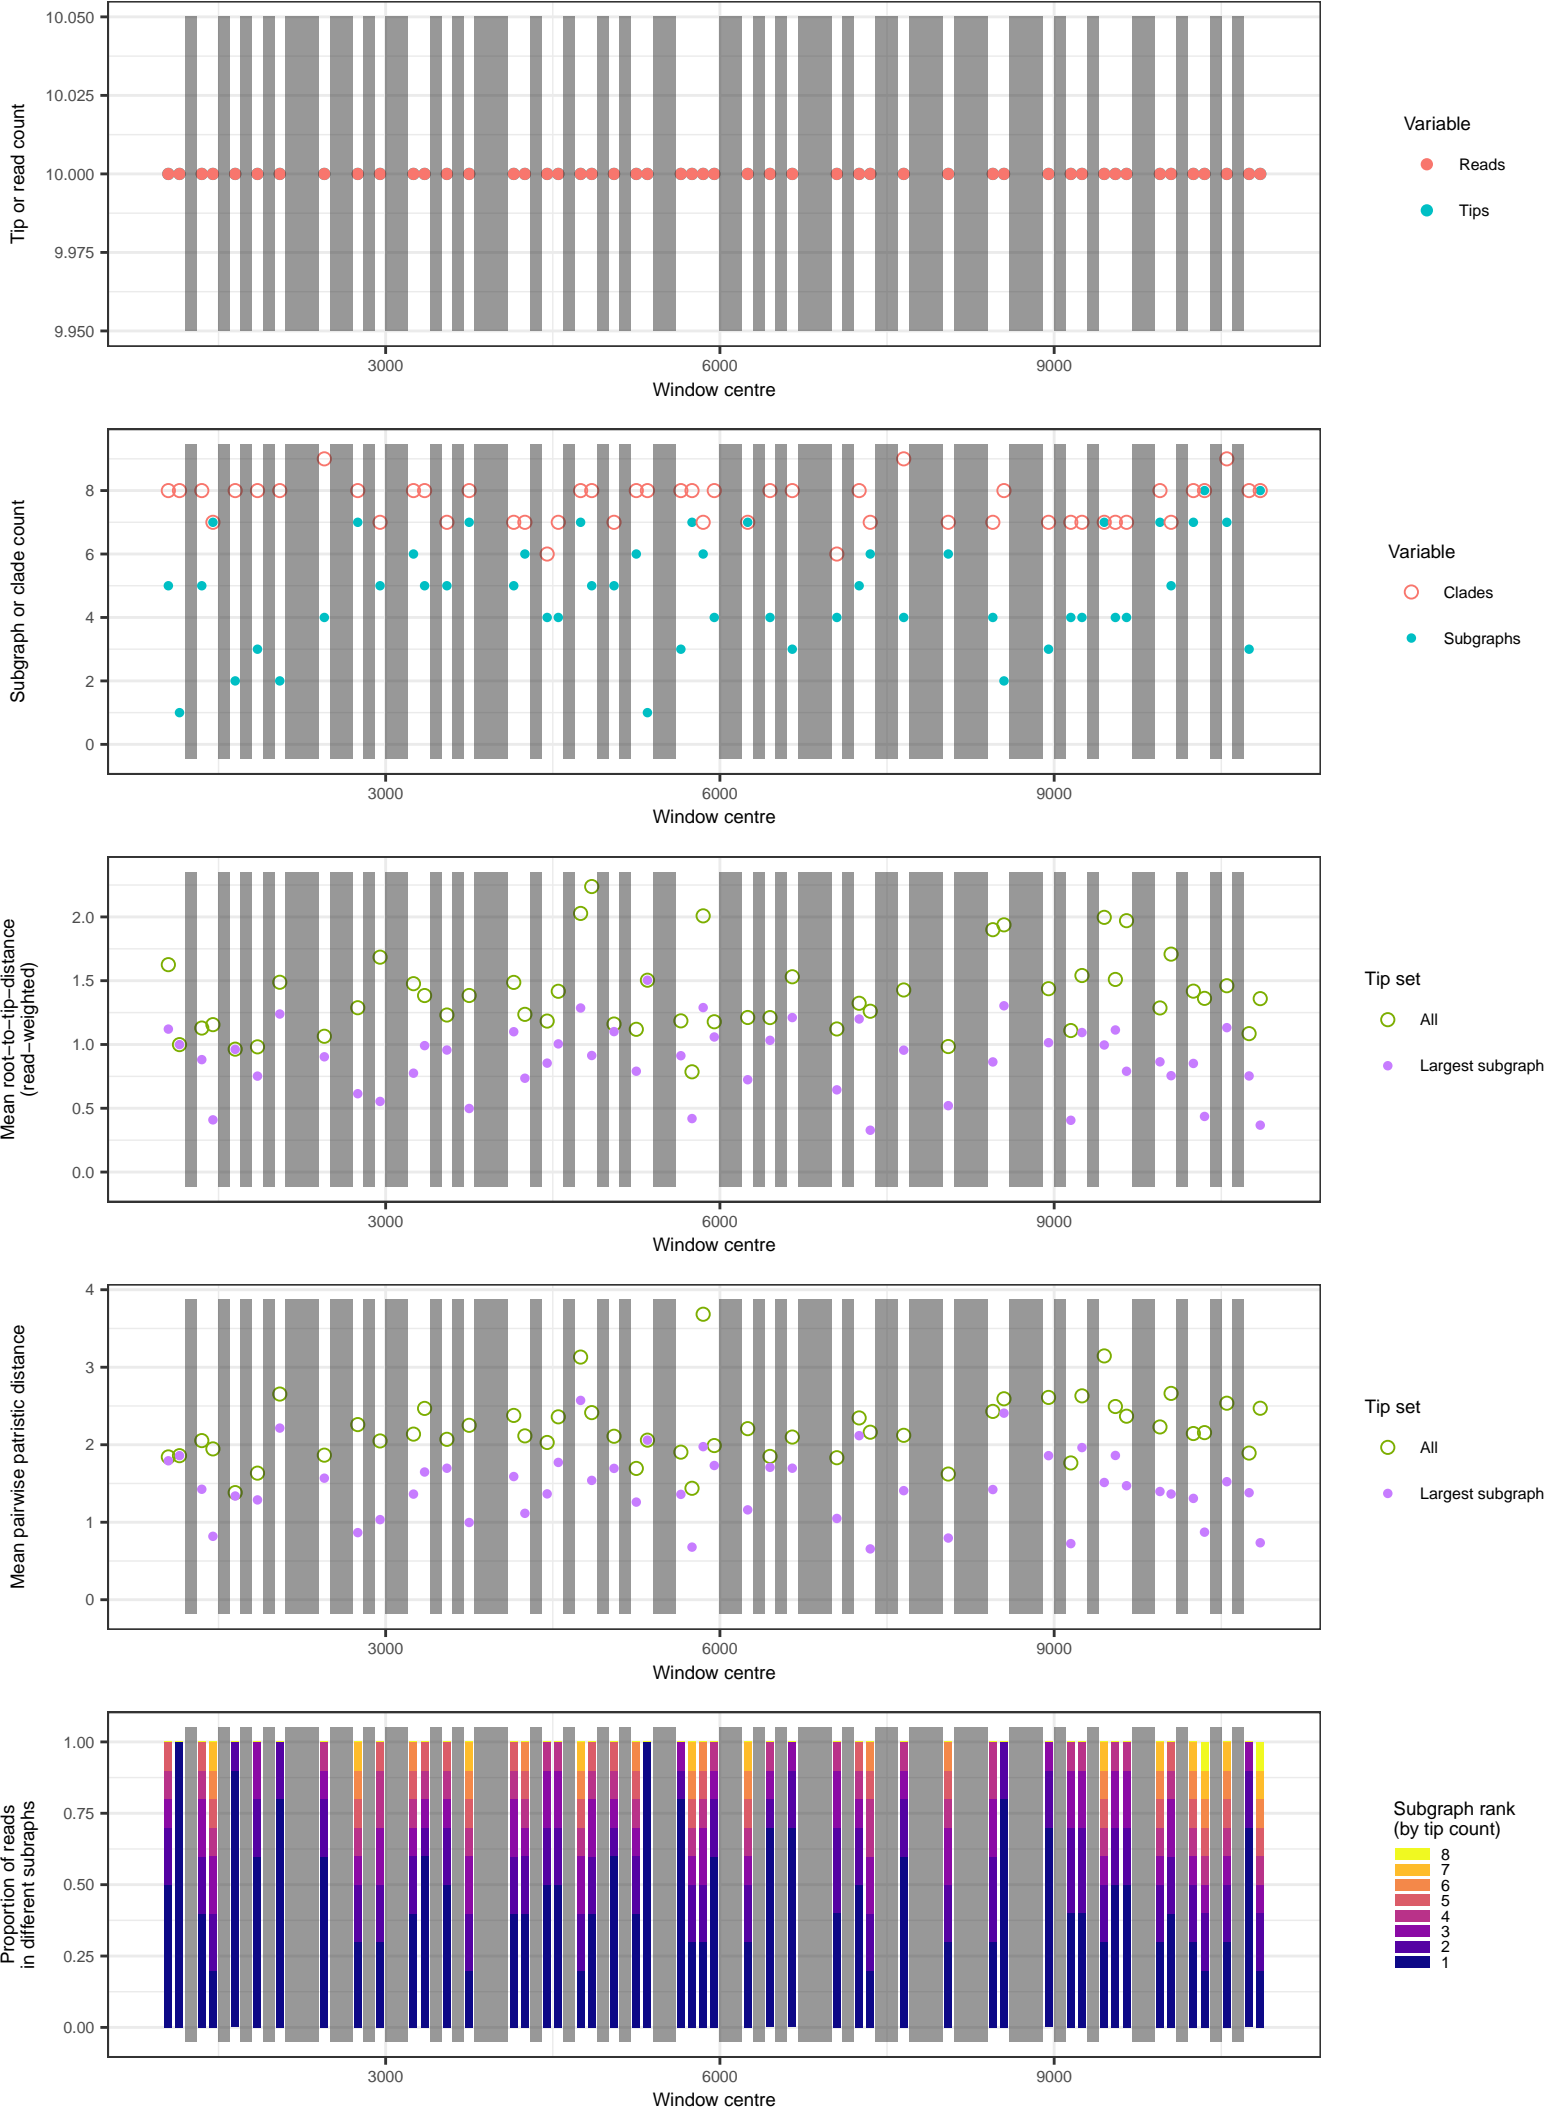 10.050
10.025
10.000
9.975
9.950
Tip or read count
3000
6000
9000
Window centre
Variable
Reads
Tips
8
6
4
2
0
Subgraph or clade count
3000
6000
9000
Window centre
Variable
Clades
Subgraphs
2.0
1.5
1.0
0.5
0.0
Mean root−to−tip−distance
(read−weighted)
3000
6000
9000
Window centre
Tip set
All
Largest subgraph
4
3
2
1
0
Mean pairwise patristic distance
3000
6000
9000
Window centre
Tip set
All
Largest subgraph
1.00
0.75
0.50
0.25
0.00
Proportion of reads
in different subraphs
3000
6000
9000
Window centre
Subgraph rank
(by tip count)
8
7
6
5
4
3
2
1